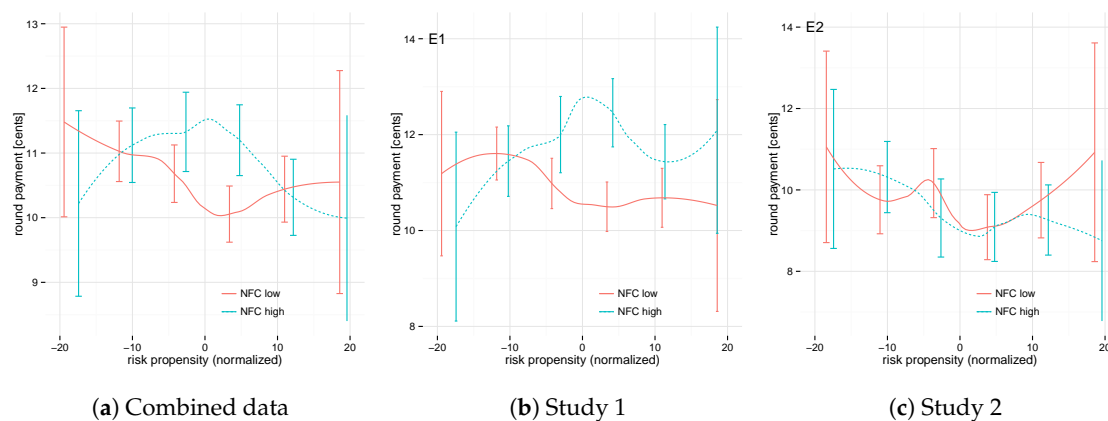 13
12
11
10
9
round payment [cents]
NFC low
NFC high
−20 −10 0 10 20
risk propensity (normalized)
(a) Combined data
E1
14
12
10
8
round payment [cents]
NFC low
NFC high
−20 −10 0 10 20
risk propensity (normalized)
(b) Study 1
E2
14
12
10
8
round payment [cents]
NFC low
NFC high
−20 −10 0 10 20
risk propensity (normalized)
(c) Study 2